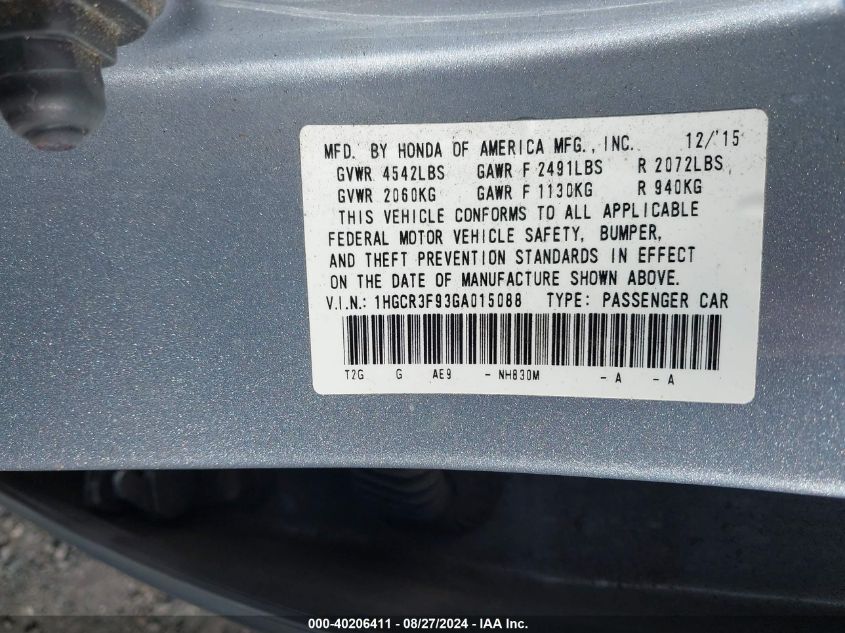 MFD. BY HONDA OF AMERICA MFG., INC. 12/'15
GVWR 4542LBS GAWR F 2491LBS R 2072LBS
GVWR 2060KG GAWR F 1130KG R 940KG
THIS VEHICLE CONFORMS TO ALL APPLICABLE
FEDERAL MOTOR VEHICLE SAFETY, BUMPER,
AND THEFT PREVENTION STANDARDS IN EFFECT
ON THE DATE OF MANUFACTURE SHOWN ABOVE.
V.I.N.: 1HGCR3F93GA015088 TYPE: PASSENGER CAR
T2G G AE9 - NH830M - A - A
000-40206411 - 08/27/2024 - IAA Inc.